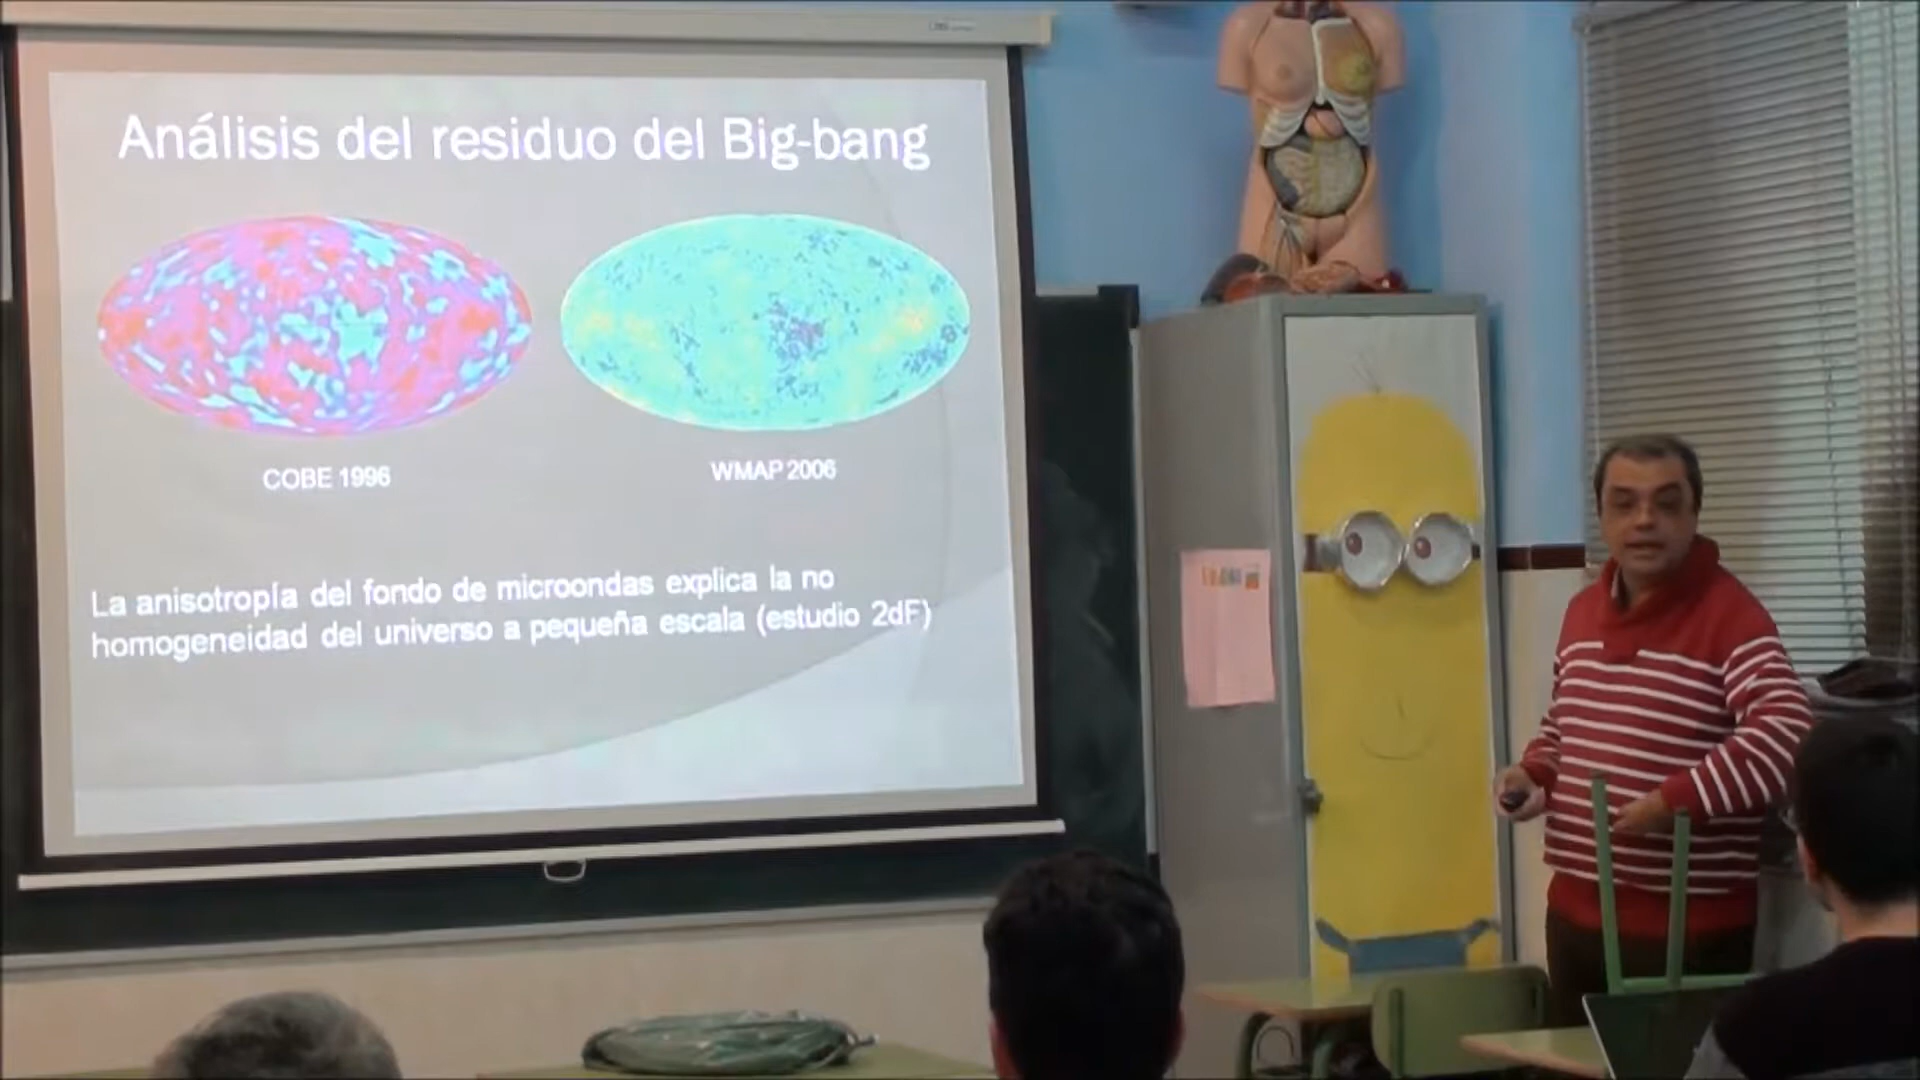 Análisis del residuo del Big-bang
COBE 1996
WMAP 2006
La anisotropía del fondo de microondas explica la no
homogeneidad del universo a pequeña escala (estudio 2dF)